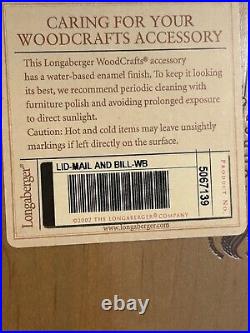 CARING FOR YOUR
WOODCRAFTS ACCESSORY
This Longaberger WoodCrafts® accessory
has a water-based enamel finish. To keep it looking
its best, we recommend periodic cleaning with
furniture polish and avoiding prolonged exposure
to direct sunlight.
Caution: Hot and cold items may leave unsightly
marks if left directly on the surface.
Longaberger®
LID-MAIL AND BILL-WB
5067139
PRODUCT NO.
©2002 THE LONGABERGER® COMPANY
www.longaberger.com